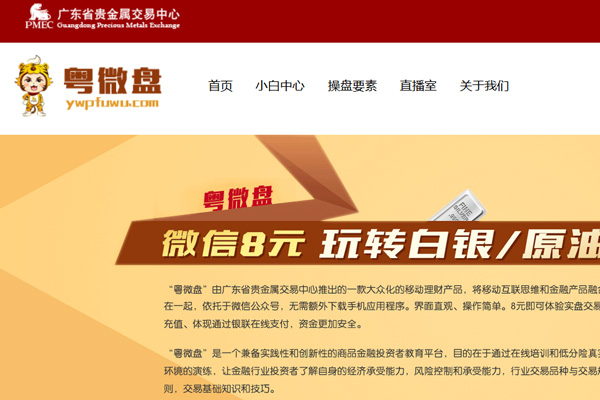 广东省贵金属交易中心
PMEC Guangdong Precious Metals Exchange
粤微盘
ywpfuwu.com
首页 小白中心 操盘要素 直播室 关于我们
粤微盘
FINE
微信8元 玩转白银/原油
“粤微盘”由广东省贵金属交易中心推出的一款大众化的移动理财产品，将移动互联思维和金融产品融合
在一起，依托于微信公众号，无需额外下载手机应用程序。界面直观、操作简单。8元即可体验实盘交易
充值、体现通过银联在线支付，资金更加安全。
“粤微盘”是一个兼备实践性和创新性的商品金融投资者教育平台，目的在于通过在线培训和低分险真实
环境的演练，让金融行业投资者了解自身的经济承受能力，风险控制和承受能力，行业交易品种与交易规
则，交易基础知识和技巧。